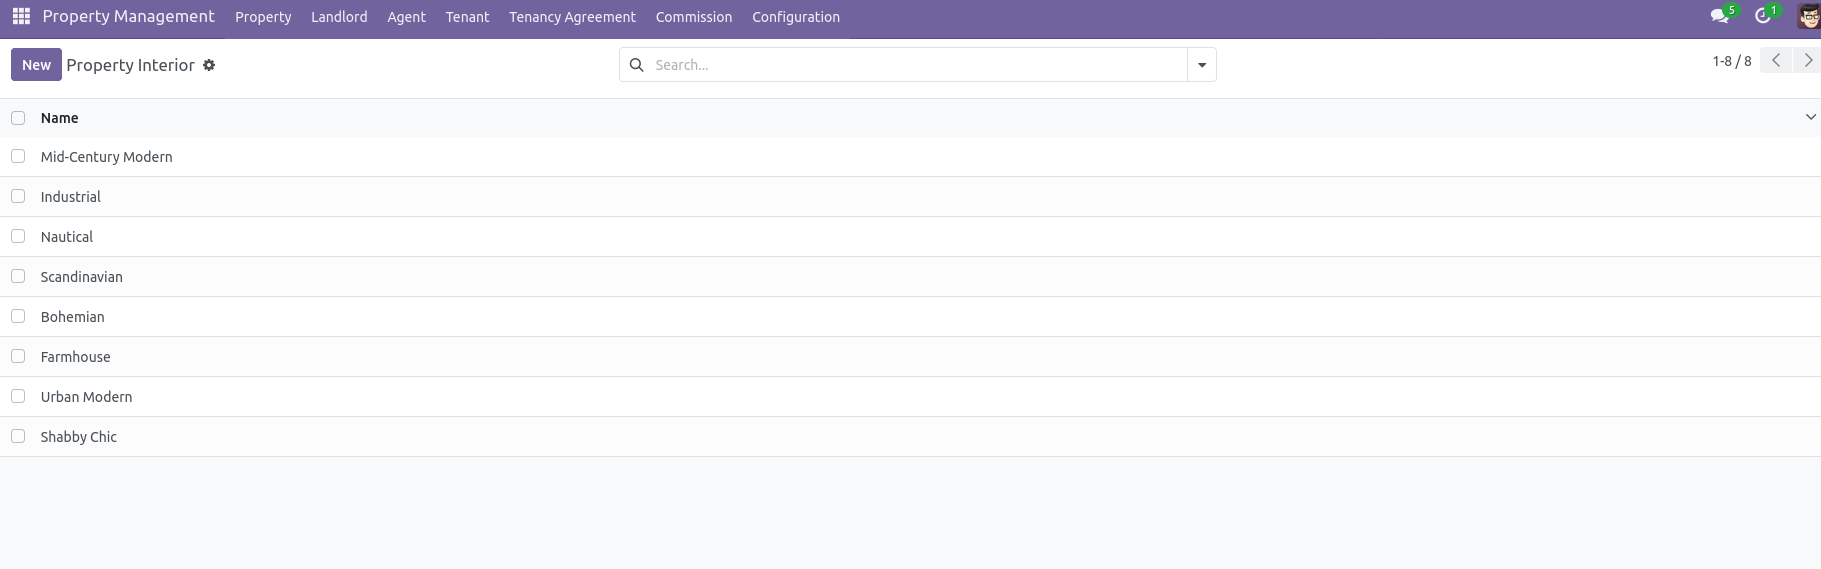 Property Management Property Landlord Agent Tenant Tenancy Agreement Commission Configuration 5 1
New Property Interior Search... 1-8 / 8
Name
Mid-Century Modern
Industrial
Nautical
Scandinavian
Bohemian
Farmhouse
Urban Modern
Shabby Chic